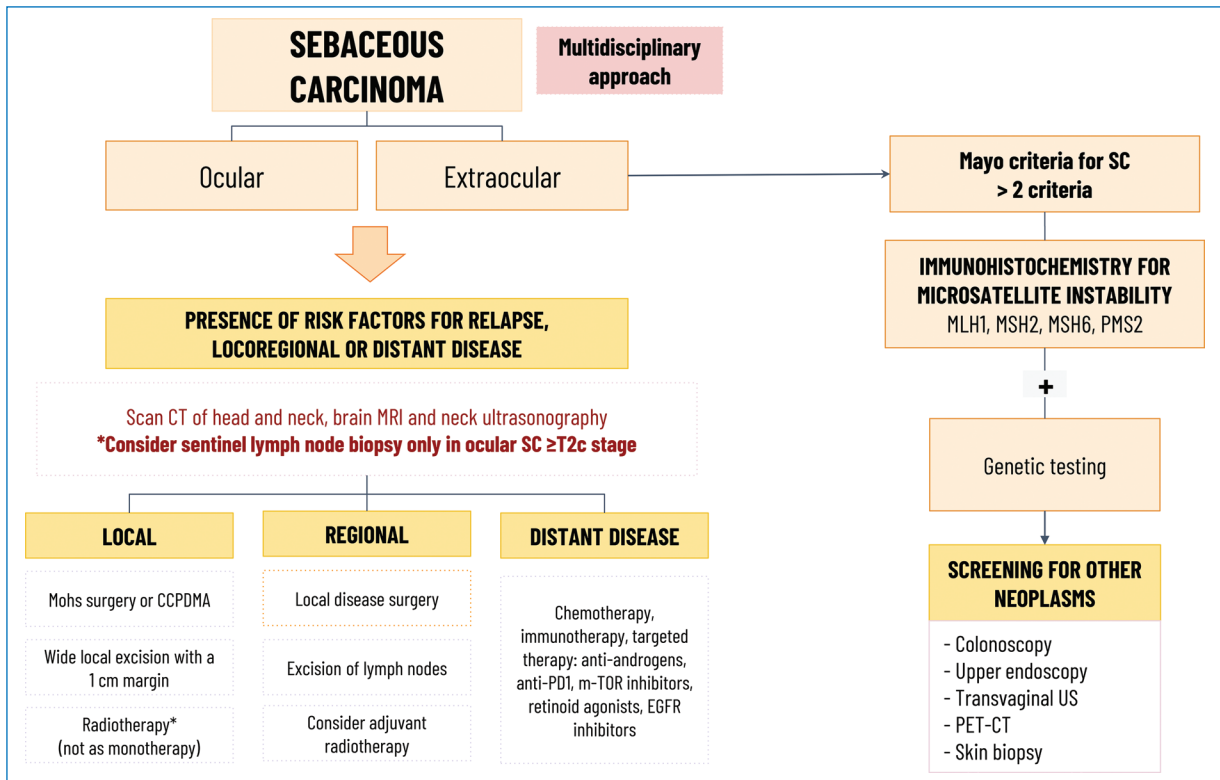 SEBACEOUS
CARCINOMA
Multidisciplinary
approach
Ocular
Extraocular
Mayo criteria for SC
> 2 criteria
IMMUNOHISTOCHEMISTRY FOR
MICROSATELLITE INSTABILITY
MLH1, MSH2, MSH6, PMS2
+
Genetic testing
SCREENING FOR OTHER
NEOPLASMS
- Colonoscopy
- Upper endoscopy
- Transvaginal US
- PET-CT
- Skin biopsy
PRESENCE OF RISK FACTORS FOR RELAPSE,
LOCOREGIONAL OR DISTANT DISEASE
Scan CT of head and neck, brain MRI and neck ultrasonography
*Consider sentinel lymph node biopsy only in ocular SC ≥T2c stage
LOCAL
Mohs surgery or CCPDMA
Wide local excision with a
1 cm margin
Radiotherapy*
(not as monotherapy)
REGIONAL
Local disease surgery
Excision of lymph nodes
Consider adjuvant
radiotherapy
DISTANT DISEASE
Chemotherapy,
immunotherapy, targeted
therapy: anti-androgens,
anti-PD1, m-TOR inhibitors,
retinoid agonists, EGFR
inhibitors